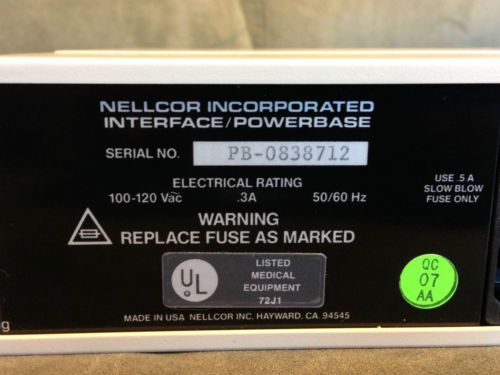 NELLCOR INCORPORATED
INTERFACE/POWERBASE
SERIAL NO. PB-0838712
ELECTRICAL RATING
100-120 Vac .3A 50/60 Hz
USE .5 A
SLOW BLOW
FUSE ONLY
WARNING
REPLACE FUSE AS MARKED
UL
LISTED
MEDICAL
EQUIPMENT
72J1
QC
07
AA
MADE IN USA NELLCOR INC. HAYWARD, CA. 94545